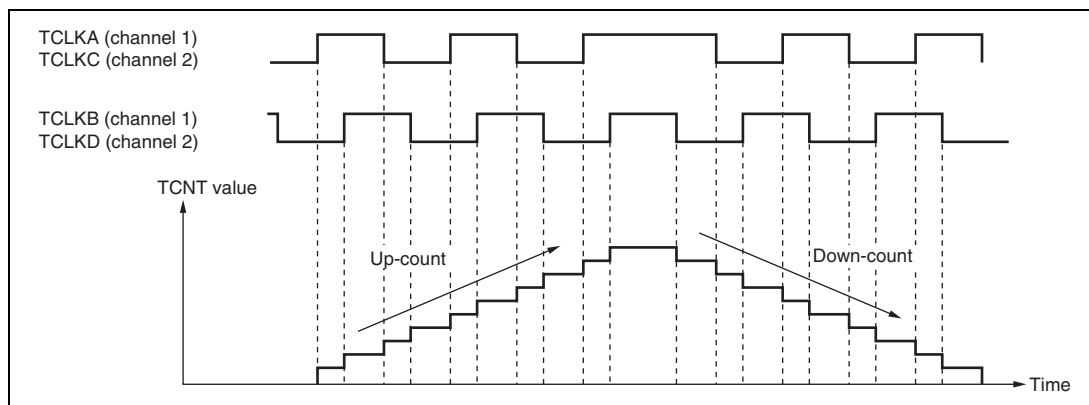 TCLKA (channel 1)
TCLKC (channel 2)
TCLKB (channel 1)
TCLKD (channel 2)
TCNT value
Up-count
Down-count
Time